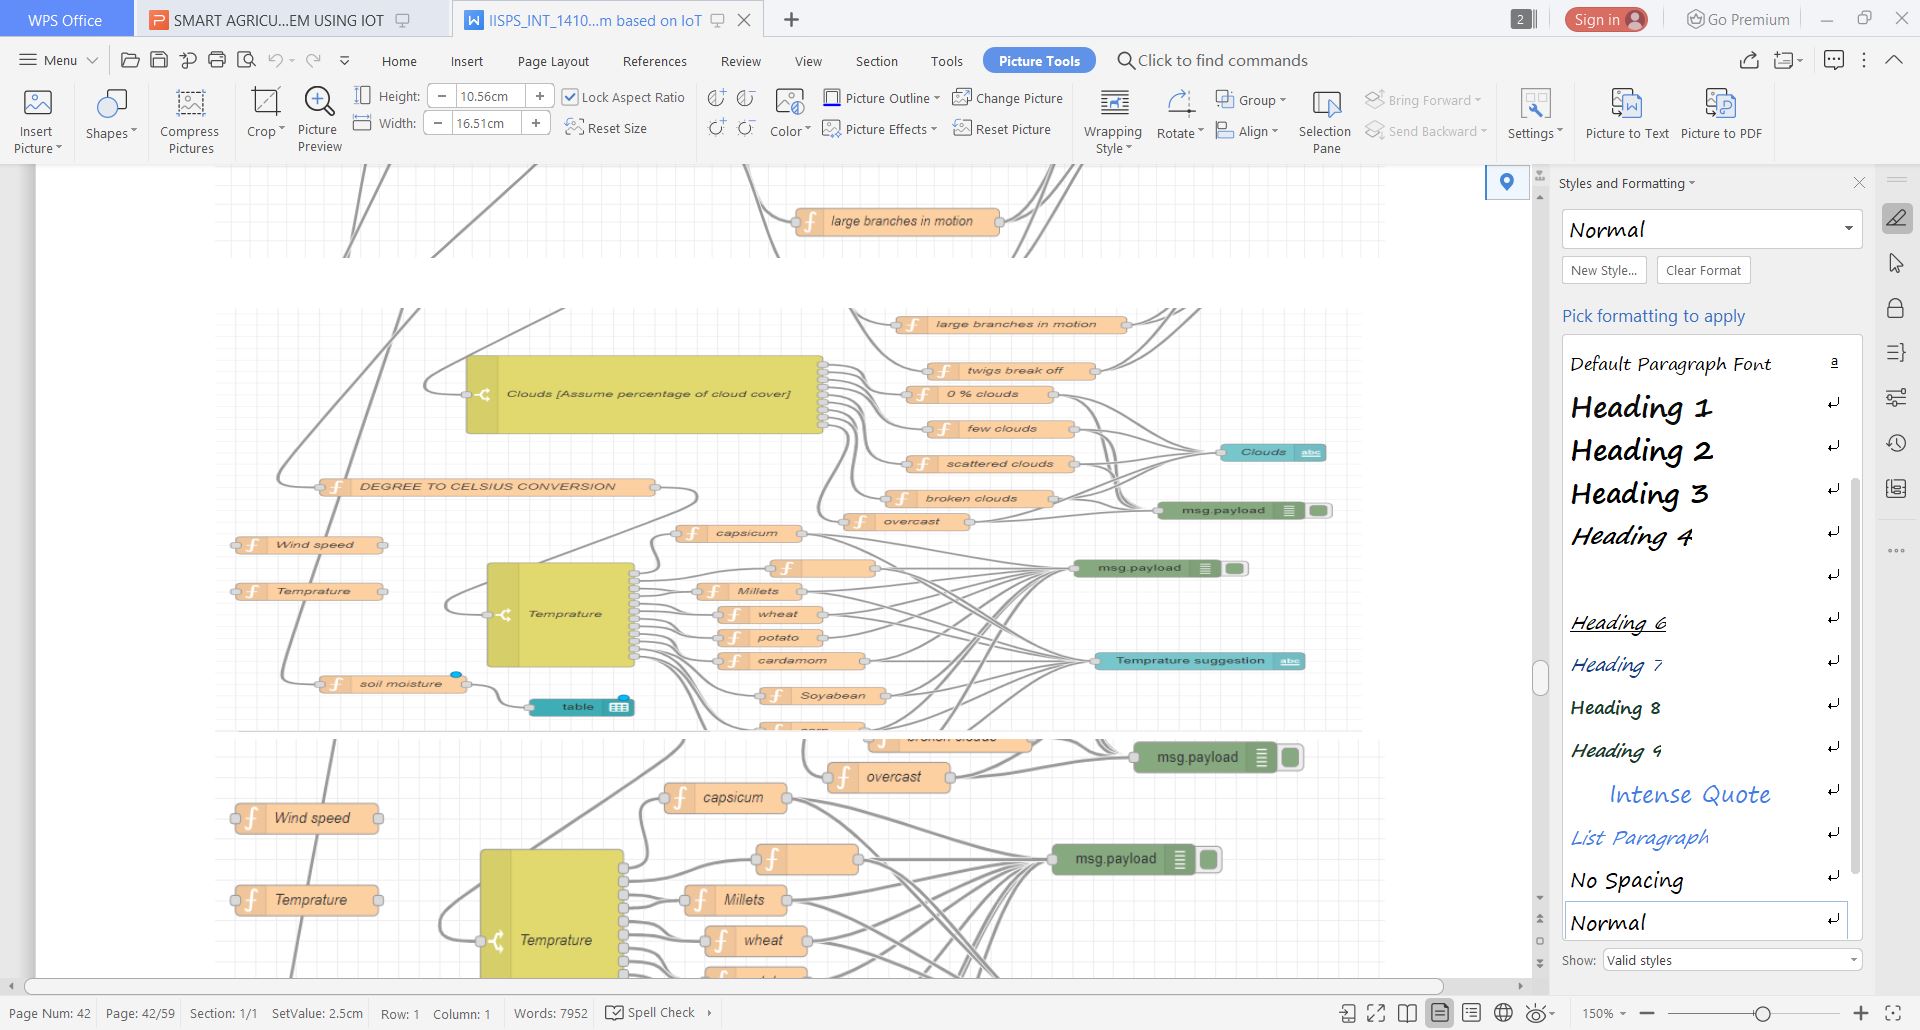 WPS Office
SMART AGRICU...EM USING IOT
IISPS_INT_1410...m based on IoT
2
Sign in
Go Premium
Menu
Home
Insert
Page Layout
References
Review
View
Section
Tools
Picture Tools
Click to find commands
Insert Picture
Shapes
Compress Pictures
Crop
Picture Preview
Height:
10.56cm
Width:
16.51cm
Lock Aspect Ratio
Reset Size
Color
Picture Outline
Picture Effects
Change Picture
Reset Picture
Wrapping Style
Rotate
Group
Align
Selection Pane
Bring Forward
Send Backward
Settings
Picture to Text
Picture to PDF
large branches in motion
large branches in motion
twigs break off
Clouds [Assume percentage of cloud cover]
0 % clouds
few clouds
Clouds
abc
scattered clouds
DEGREE TO CELSIUS CONVERSION
broken clouds
msg.payload
overcast
capsicum
Wind speed
msg.payload
Temprature
Millets
Temprature
wheat
potato
cardamom
Temprature suggestion
abc
soil moisture
Soyabean
table
corn
broken clouds
msg.payload
overcast
capsicum
Wind speed
msg.payload
Temprature
Millets
Temprature
wheat
Styles and Formatting
Normal
New Style...
Clear Format
Pick formatting to apply
Default Paragraph Font
a
Heading 1
Heading 2
Heading 3
Heading 4
Heading 6
Heading 7
Heading 8
Heading 9
Intense Quote
List Paragraph
No Spacing
Normal
Show:
Valid styles
Page Num: 42
Page: 42/59
Section: 1/1
SetValue: 2.5cm
Row: 1
Column: 1
Words: 7952
Spell Check
150%